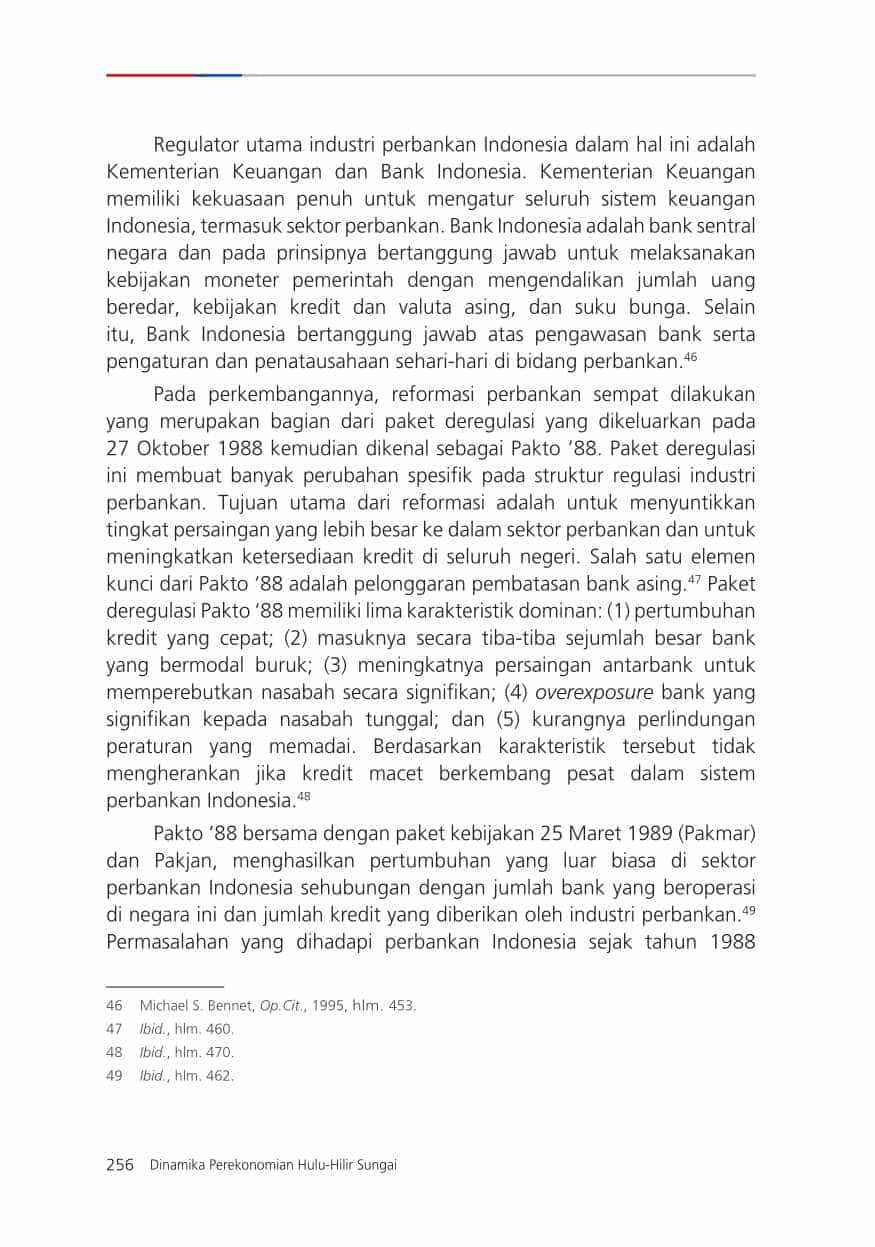 Regulator utama industri perbankan Indonesia dalam hal ini adalah
Kementerian Keuangan dan Bank Indonesia. Kementerian Keuangan
memiliki kekuasaan penuh untuk mengatur seluruh sistem keuangan
Indonesia, termasuk sektor perbankan. Bank Indonesia adalah bank sentral
negara dan pada prinsipnya bertanggung jawab untuk melaksanakan
kebijakan moneter pemerintah dengan mengendalikan jumlah uang
beredar, kebijakan kredit dan valuta asing, dan suku bunga. Selain
itu, Bank Indonesia bertanggung jawab atas pengawasan bank serta
pengaturan dan penatausahaan sehari-hari di bidang perbankan.46
Pada perkembangannya, reformasi perbankan sempat dilakukan
yang merupakan bagian dari paket deregulasi yang dikeluarkan pada
27 Oktober 1988 kemudian dikenal sebagai Pakto ’88. Paket deregulasi
ini membuat banyak perubahan spesifik pada struktur regulasi industri
perbankan. Tujuan utama dari reformasi adalah untuk menyuntikkan
tingkat persaingan yang lebih besar ke dalam sektor perbankan dan untuk
meningkatkan ketersediaan kredit di seluruh negeri. Salah satu elemen
kunci dari Pakto ‘88 adalah pelonggaran pembatasan bank asing.47 Paket
deregulasi Pakto ‘88 memiliki lima karakteristik dominan: (1) pertumbuhan
kredit yang cepat; (2) masuknya secara tiba-tiba sejumlah besar bank
yang bermodal buruk; (3) meningkatnya persaingan antarbank untuk
memperebutkan nasabah secara signifikan; (4) overexposure bank yang
signifikan kepada nasabah tunggal; dan (5) kurangnya perlindungan
peraturan yang memadai. Berdasarkan karakteristik tersebut tidak
mengherankan jika kredit macet berkembang pesat dalam sistem
perbankan Indonesia.48
Pakto ’88 bersama dengan paket kebijakan 25 Maret 1989 (Pakmar)
dan Pakjan, menghasilkan pertumbuhan yang luar biasa di sektor
perbankan Indonesia sehubungan dengan jumlah bank yang beroperasi
di negara ini dan jumlah kredit yang diberikan oleh industri perbankan.49
Permasalahan yang dihadapi perbankan Indonesia sejak tahun 1988
46 Michael S. Bennet, Op.Cit., 1995, hlm. 453.
47 Ibid., hlm. 460.
48 Ibid., hlm. 470.
49 Ibid., hlm. 462.
256 Dinamika Perekonomian Hulu-Hilir Sungai